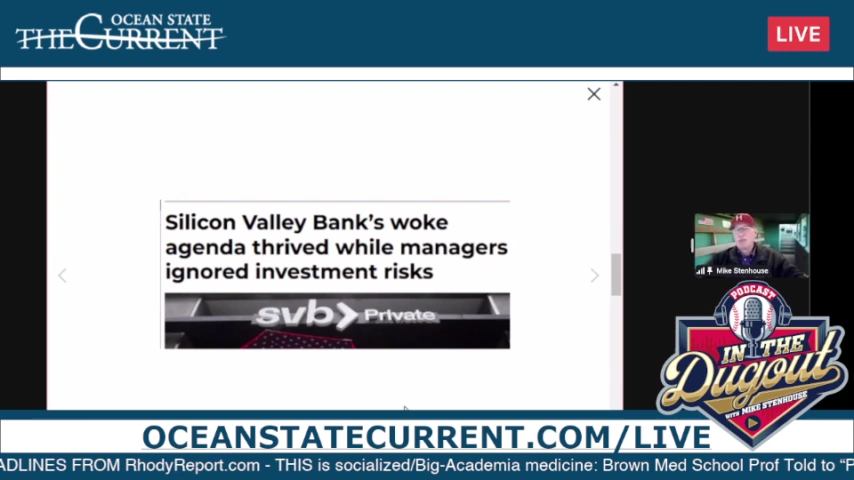 OCEAN STATE
THE CURRENT
LIVE
Silicon Valley Bank's woke
agenda thrived while managers
ignored investment risks
svb> Private
Mike Stenhouse
PODCAST
IN THE
Dugout
WITH MIKE STENHOUSE
OCEANSTATECURRENT.COM/LIVE
ADLINES FROM RhodyReport.com - THIS is socialized/Big-Academia medicine: Brown Med School Prof Told to “P